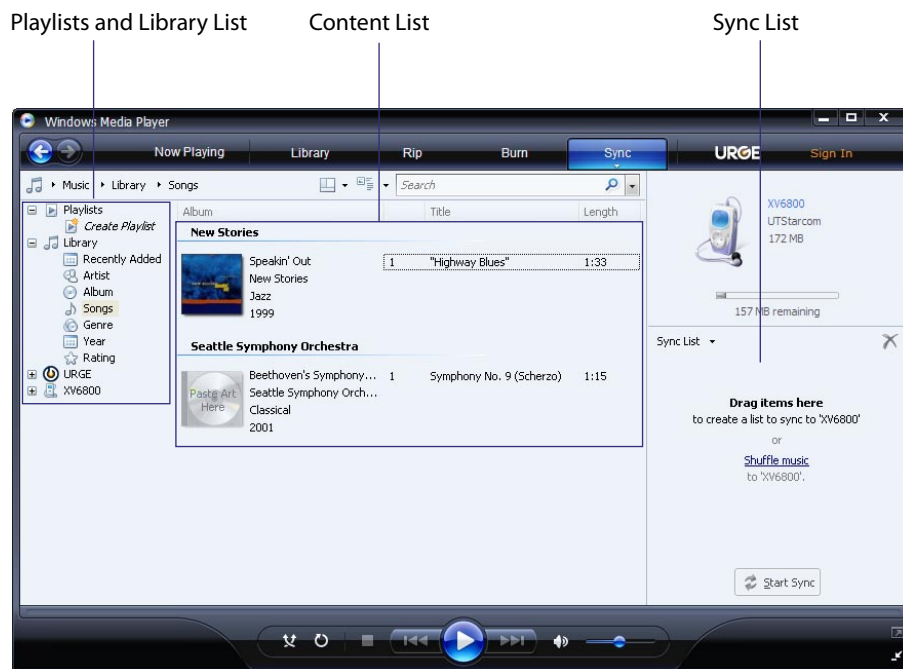 Playlists and Library List
Content List
Sync List
Windows Media Player
Now Playing
Library
Rip
Burn
Sync
URGE
Sign In
Music Library Songs
Search
Playlists
Create Playlist
Library
Recently Added
Artist
Album
Songs
Genre
Year
Rating
URGE
XV6800
Album Title Length
New Stories
Speakin' Out 1 "Highway Blues" 1:33
New Stories
Jazz
1999
Seattle Symphony Orchestra
Paste Art
Here
Beethoven's Symphony... 1 Symphony No. 9 (Scherzo) 1:15
Seattle Symphony Orch...
Classical
2001
XV6800
UTStarcom
172 MB
157 MB remaining
Sync List
Drag items here
to create a list to sync to 'XV6800'
or
Shuffle music
to 'XV6800'.
Start Sync